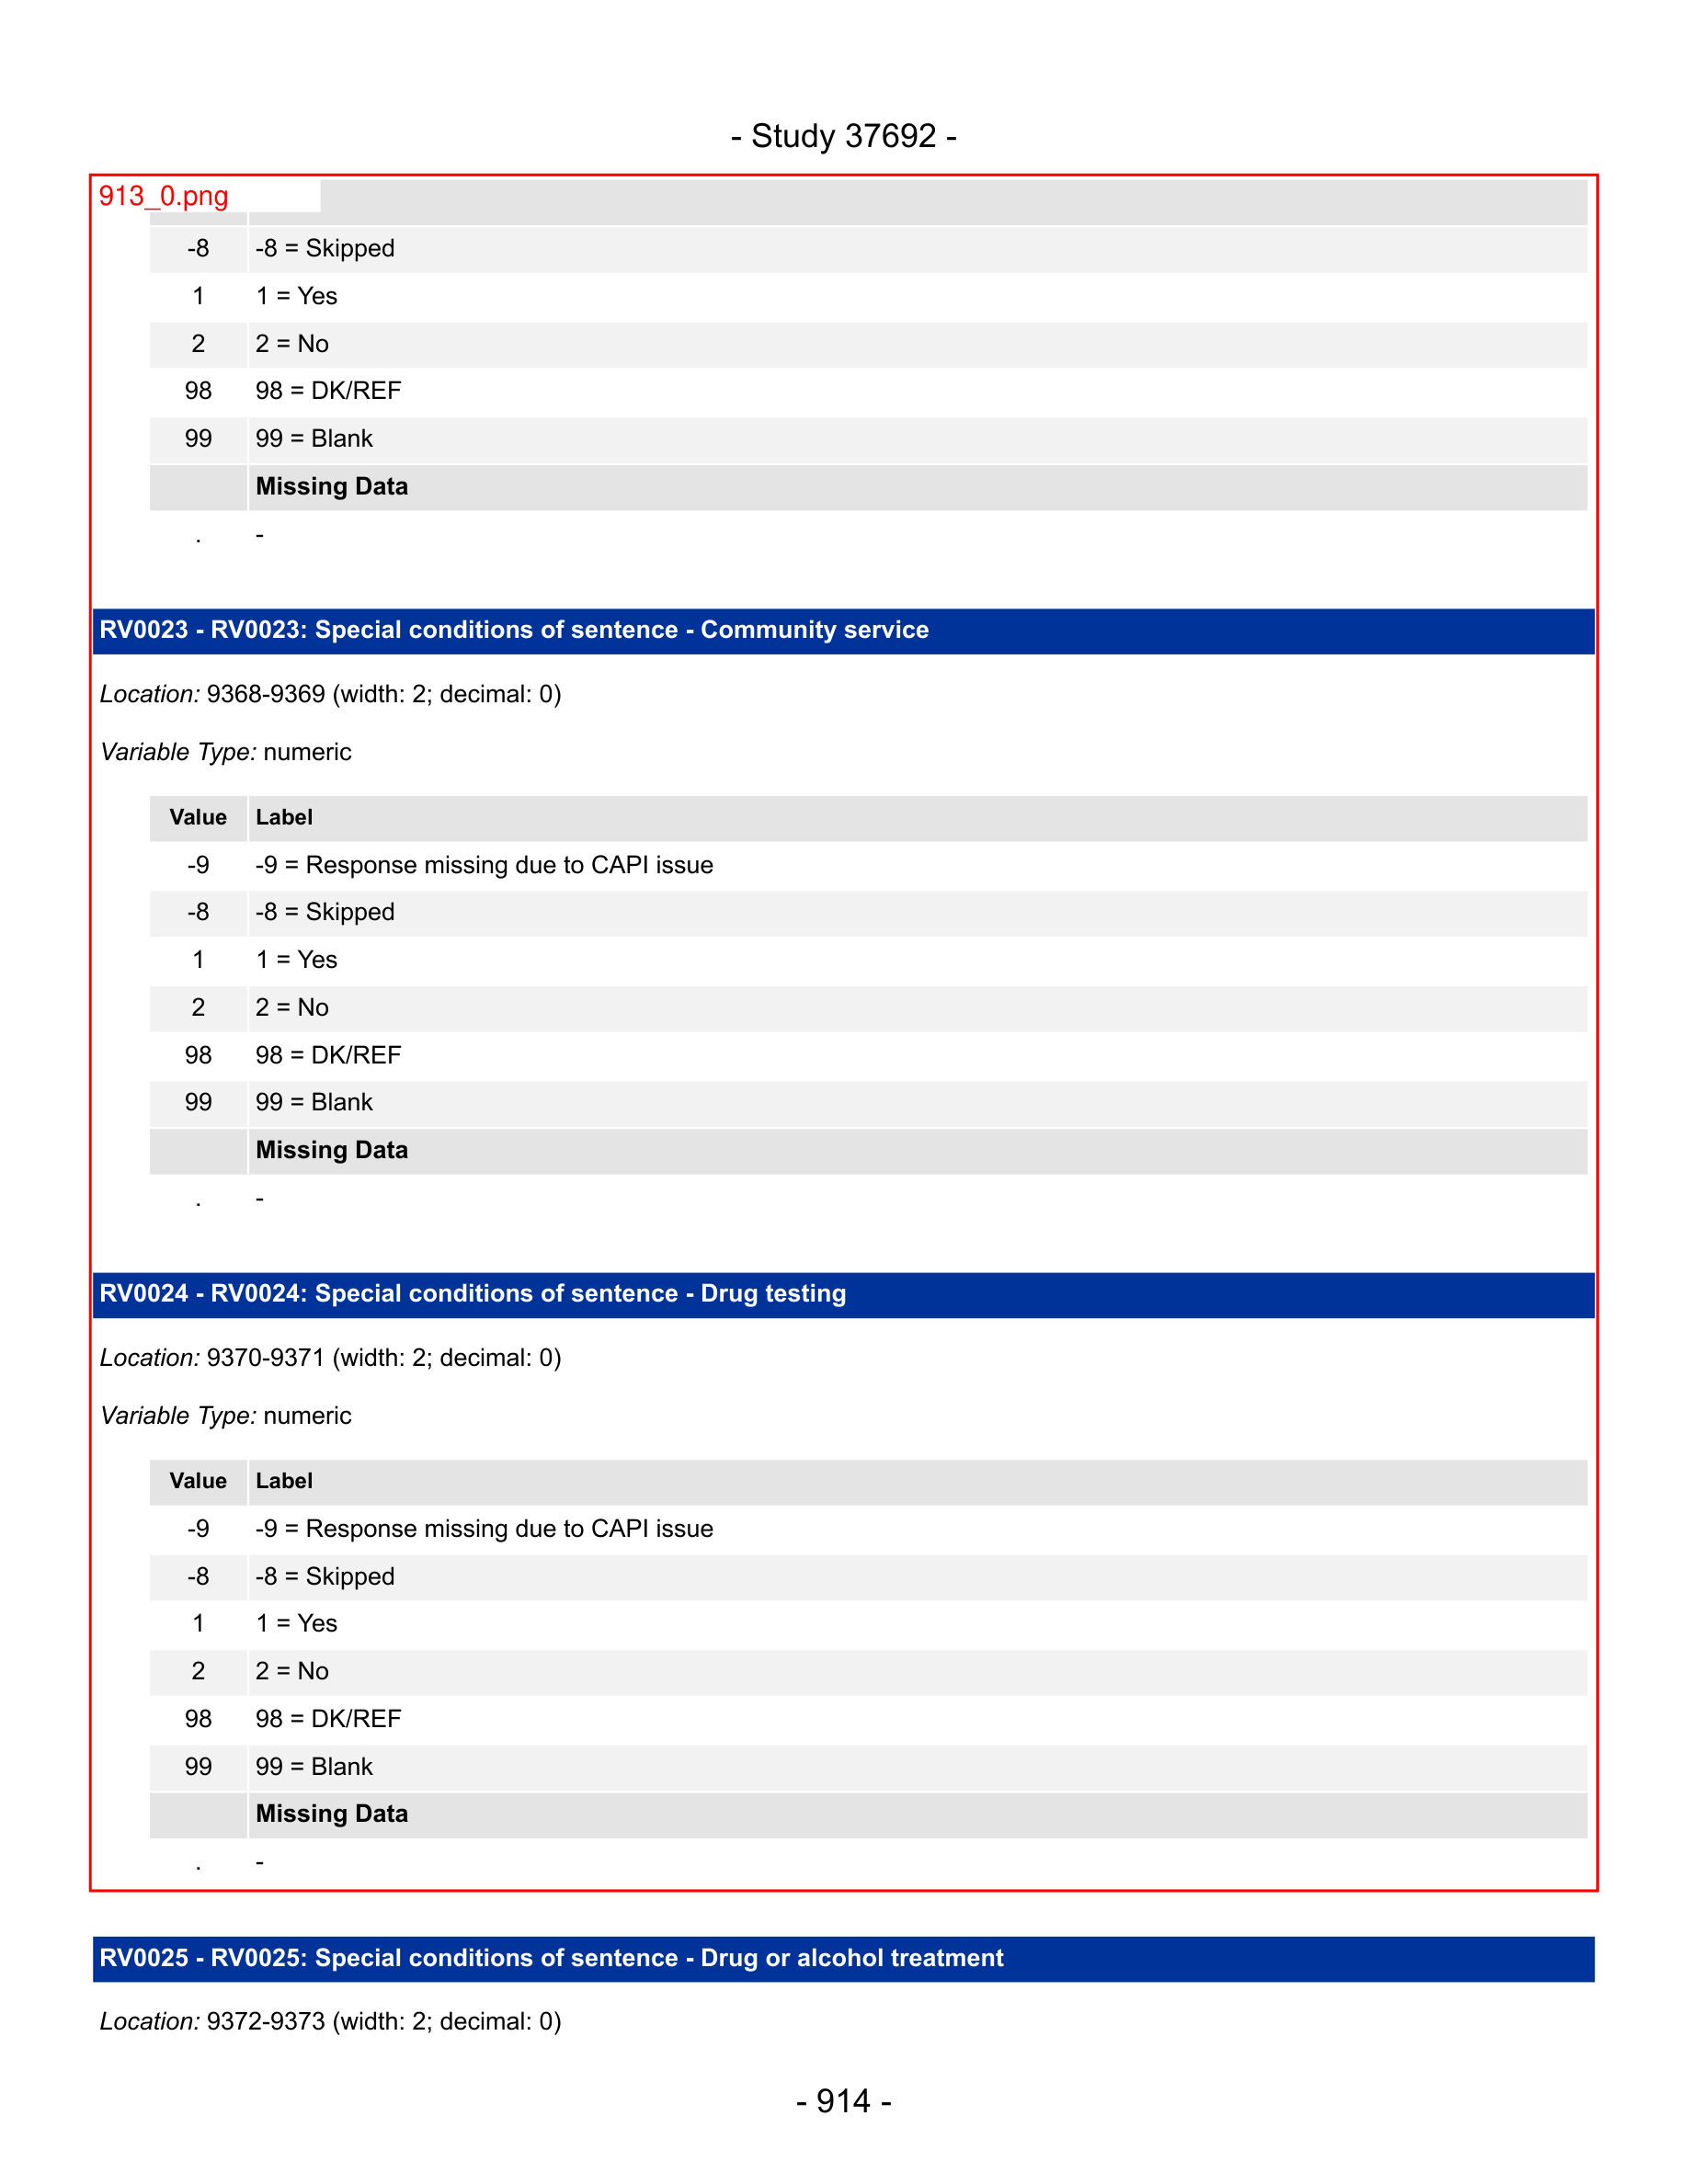 - Study 37692 -
913_0.png
-8 -8 = Skipped
1 1 = Yes
2 2 = No
98 98 = DK/REF
99 99 = Blank
Missing Data
. -
RV0023 - RV0023: Special conditions of sentence - Community service
Location: 9368-9369 (width: 2; decimal: 0)
Variable Type: numeric
Value Label
-9 -9 = Response missing due to CAPI issue
-8 -8 = Skipped
1 1 = Yes
2 2 = No
98 98 = DK/REF
99 99 = Blank
Missing Data
. -
RV0024 - RV0024: Special conditions of sentence - Drug testing
Location: 9370-9371 (width: 2; decimal: 0)
Variable Type: numeric
Value Label
-9 -9 = Response missing due to CAPI issue
-8 -8 = Skipped
1 1 = Yes
2 2 = No
98 98 = DK/REF
99 99 = Blank
Missing Data
. -
RV0025 - RV0025: Special conditions of sentence - Drug or alcohol treatment
Location: 9372-9373 (width: 2; decimal: 0)
- 914 -